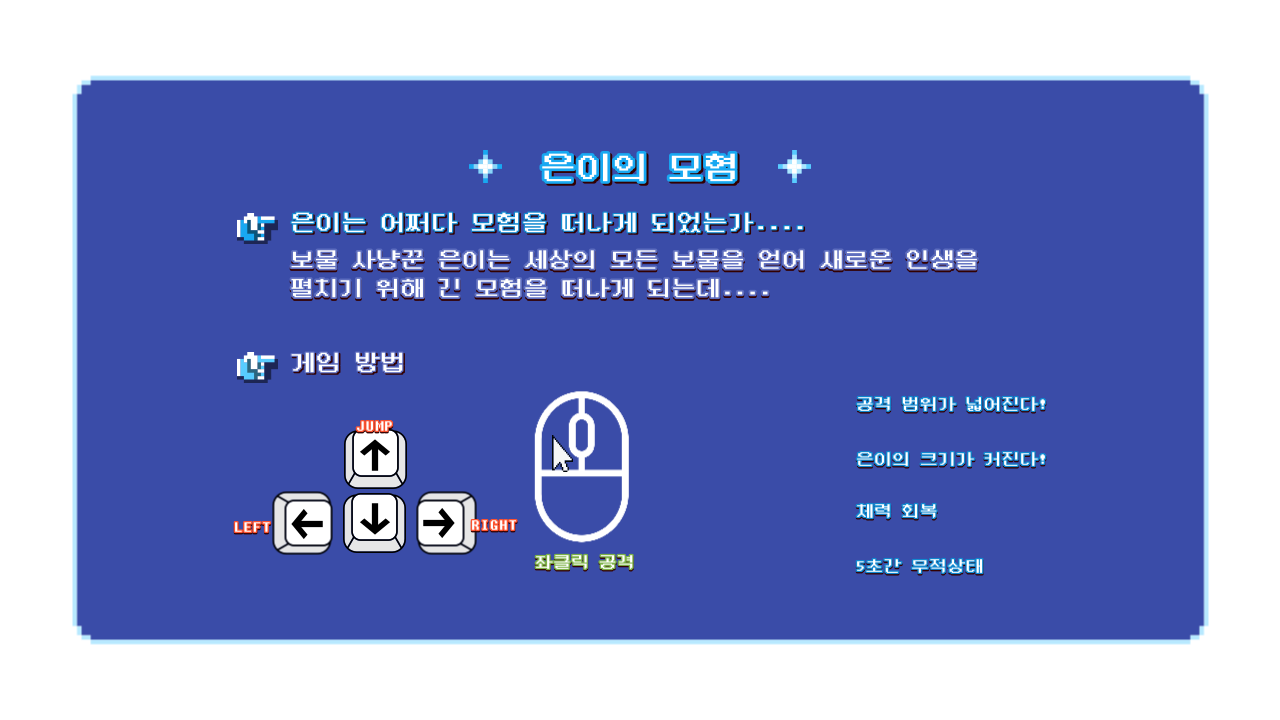 은이의 모험
은이는 어쩌다 모험을 떠나게 되었는가....
보물 사냥꾼 은이는 세상의 모든 보물을 얻어 새로운 인생을
펼치기 위해 긴 모험을 떠나게 되는데....
게임 방법
JUMP
LEFT
RIGHT
좌클릭 공격
공격 범위가 넓어진다!
은이의 크기가 커진다!
체력 회복
5초간 무적상태